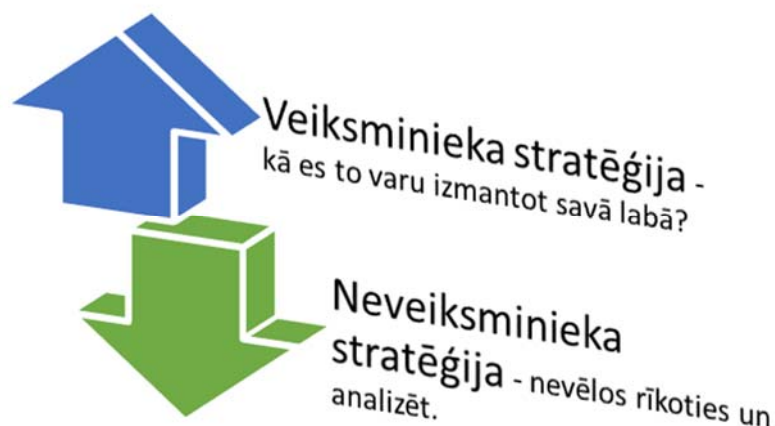 Veiksminieka stratēģija -
kā es to varu izmantot savā labā?
Neveiksminieka
stratēģija - nevēlos rīkoties un
analizēt.